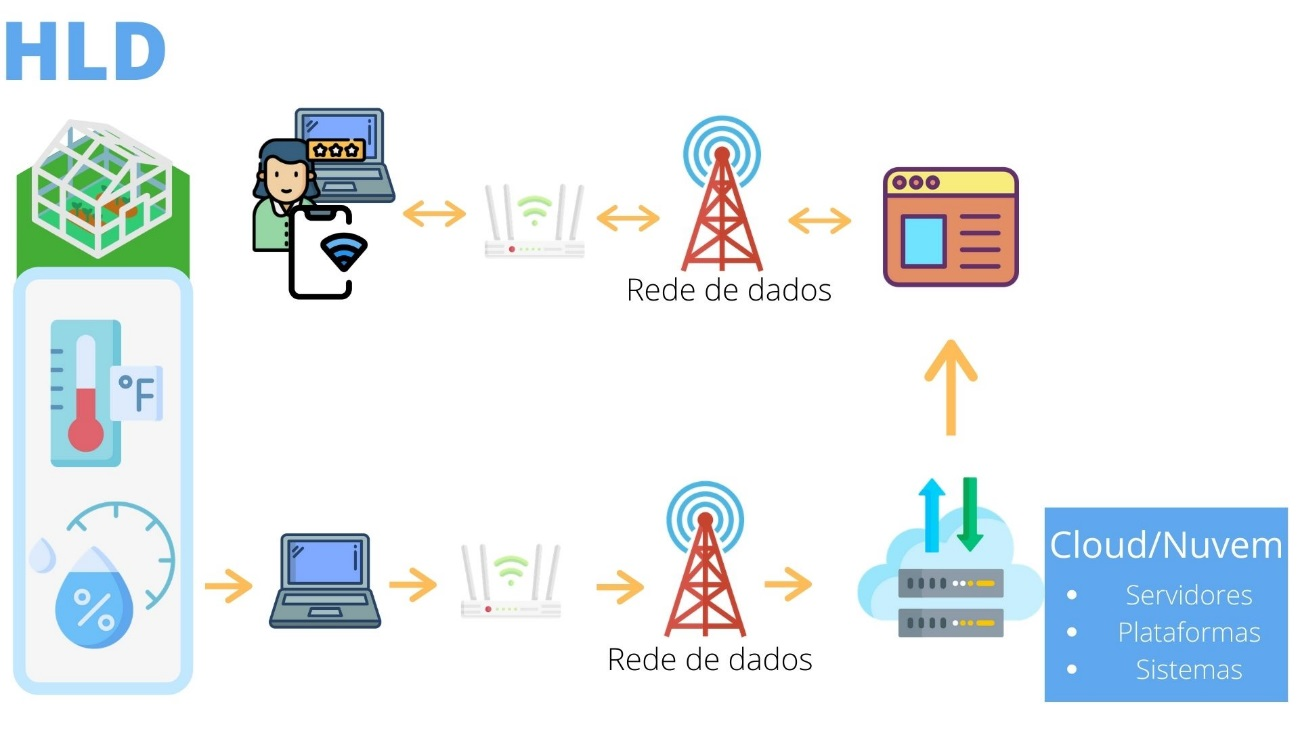 HLD
Rede de dados
°F
%
Rede de dados
Cloud/Nuvem
• Servidores
• Plataformas
• Sistemas